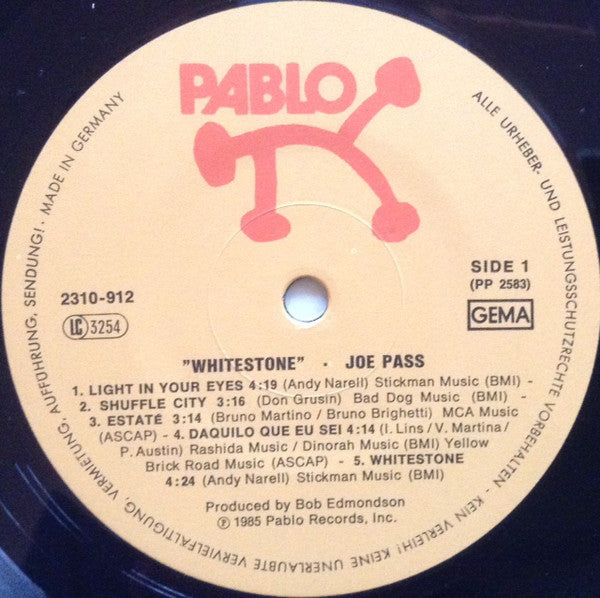 PABLO
ALLE URHEBER- UND LEISTUNGSSCHUTZRECHTE VORBEHALTEN - KEIN VERLEIH! KEINE UNERLAUBTE VERVIELFÄLTIGUNG, VERMIETUNG, AUFFÜHRUNG, SENDUNG! · MADE IN GERMANY
SIDE 1
(PP 2583)
GEMA
2310-912
LC 3254
"WHITESTONE" · JOE PASS
1. LIGHT IN YOUR EYES 4:19 (Andy Narell) Stickman Music (BMI) -
2. SHUFFLE CITY 3:16 (Don Grusin) Bad Dog Music (BMI) -
3. ESTATÉ 3:14 (Bruno Martino / Bruno Brighetti) MCA Music
(ASCAP) - 4. DAQUILO QUE EU SEI 4:14 (I. Lins / V. Martina /
P. Austin) Rashida Music / Dinorah Music (BMI) Yellow
Brick Road Music (ASCAP) - 5. WHITESTONE
4:24 (Andy Narell) Stickman Music (BMI)
Produced by Bob Edmondson
℗ 1985 Pablo Records, Inc.